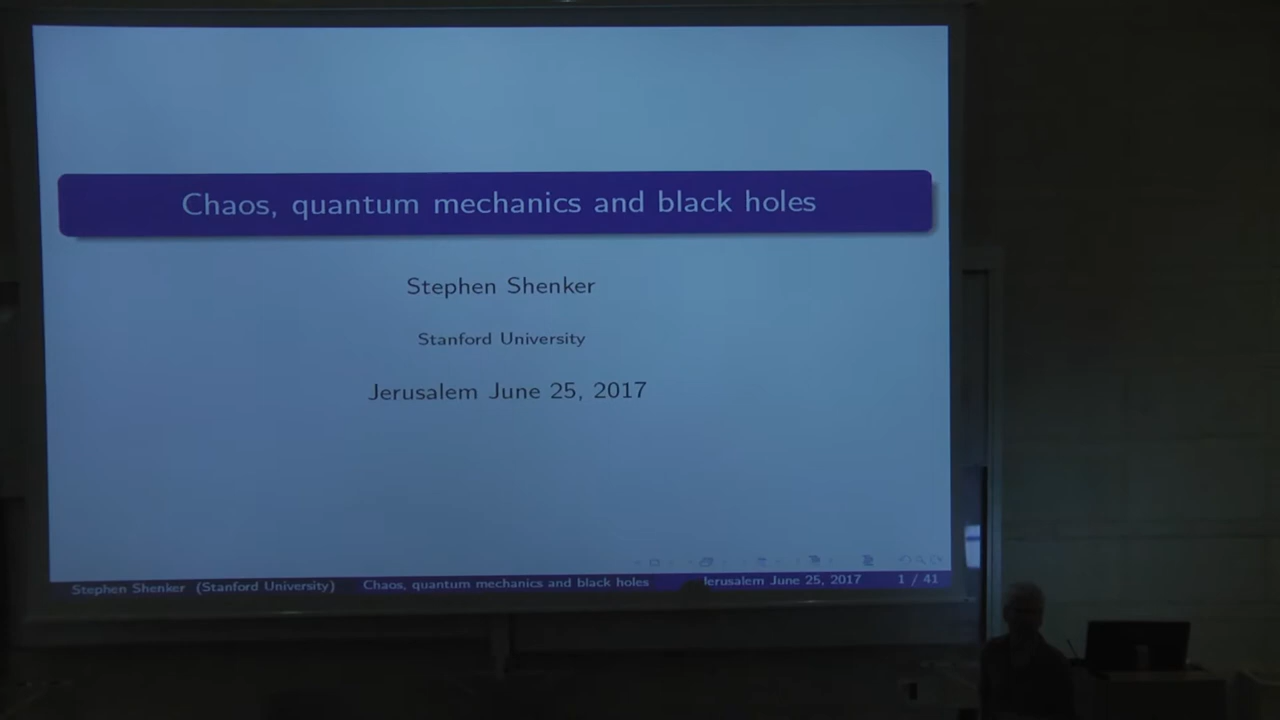 Chaos, quantum mechanics and black holes
Stephen Shenker
Stanford University
Jerusalem June 25, 2017
Stephen Shenker (Stanford University) Chaos, quantum mechanics and black holes Jerusalem June 25, 2017 1 / 41